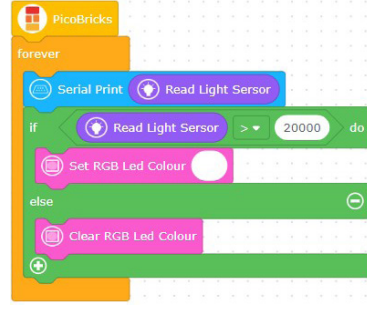 PicoBricks
forever
Serial Print Read Light Sersor
if Read Light Sersor > 20000 do
Set RGB Led Colour
else
Clear RGB Led Colour